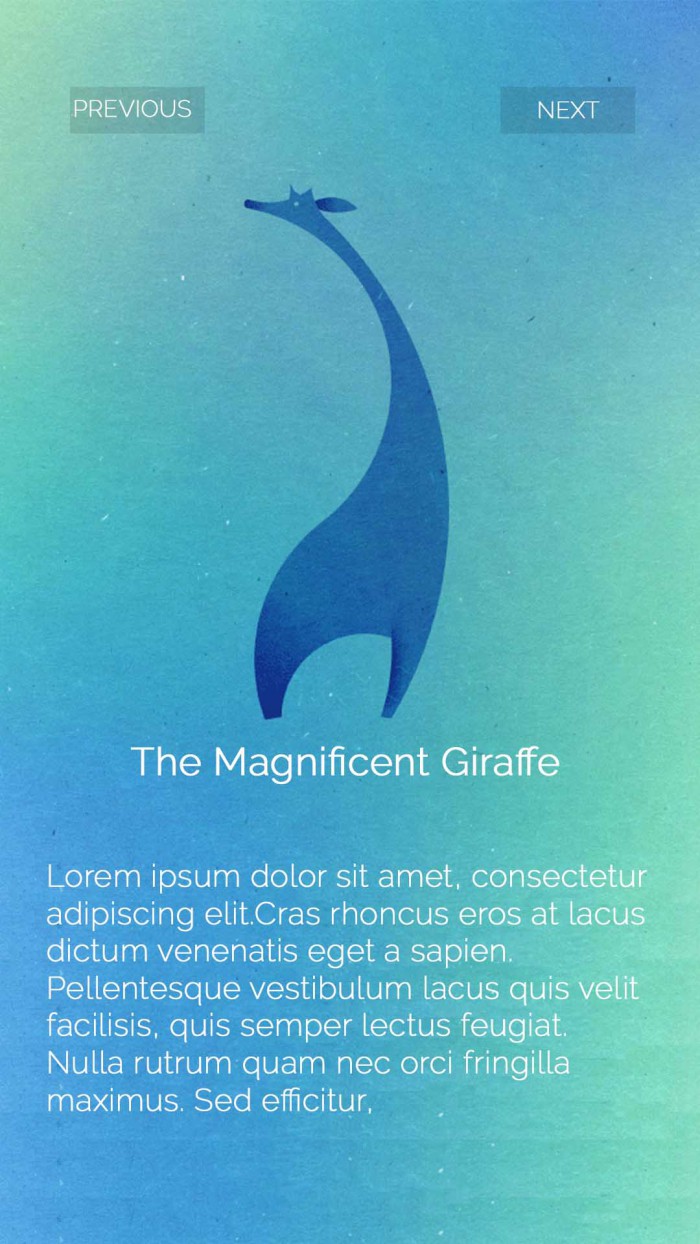 PREVIOUS
NEXT
The Magnificent Giraffe
Lorem ipsum dolor sit amet, consectetur
adipiscing elit.Cras rhoncus eros at lacus
dictum venenatis eget a sapien.
Pellentesque vestibulum lacus quis velit
facilisis, quis semper lectus feugiat.
Nulla rutrum quam nec orci fringilla
maximus. Sed efficitur,